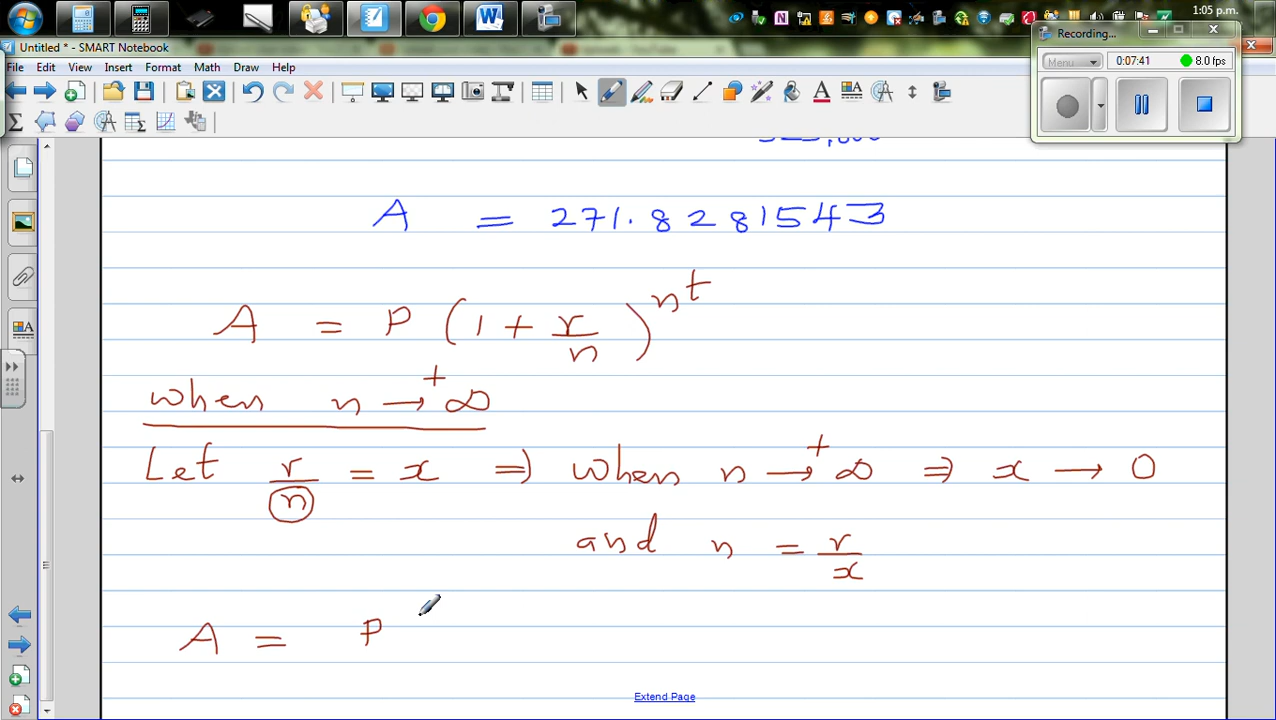 1:05 p.m.
Untitled * - SMART Notebook
Recording...
File Edit View Insert Format Math Draw Help
Menu 0:07:41 8.0 fps
A = 271.8281543
A = P (1 + r/n)^nt
when n → +∞
Let r/n = x ⇒ when n → +∞ ⇒ x → 0
and n = r/x
A = P
Extend Page